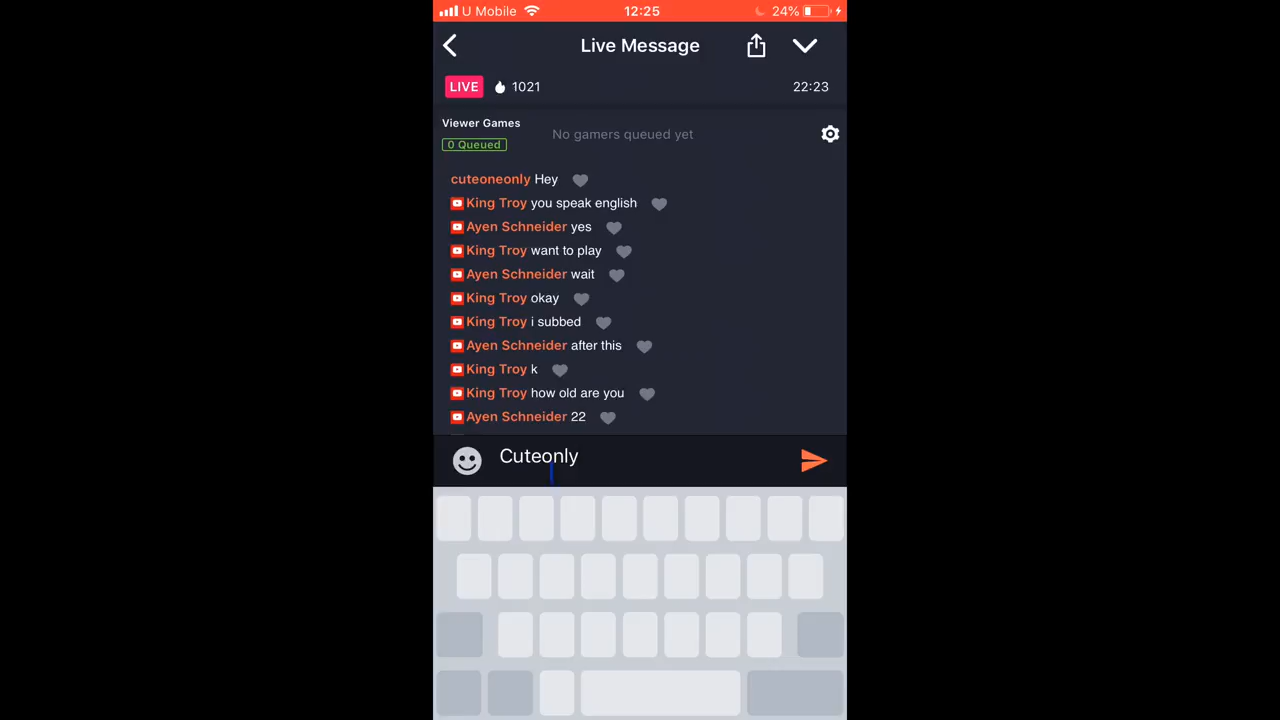 U Mobile 12:25 24%
Live Message
LIVE 1021 22:23
Viewer Games
0 Queued
No gamers queued yet
cuteoneonly Hey
King Troy you speak english
Ayen Schneider yes
King Troy want to play
Ayen Schneider wait
King Troy okay
King Troy i subbed
Ayen Schneider after this
King Troy k
King Troy how old are you
Ayen Schneider 22
Cuteonly